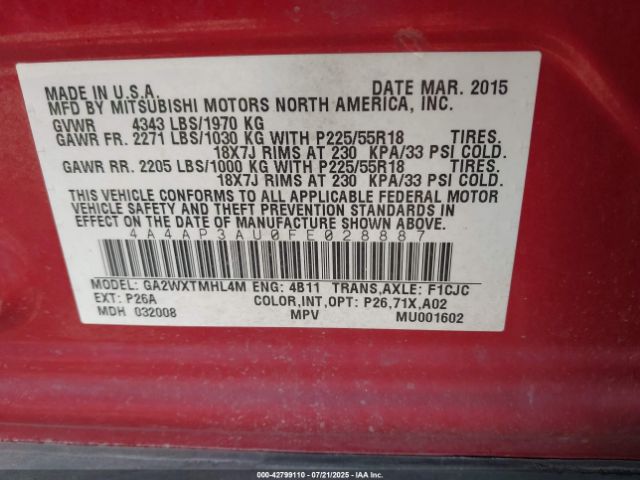 MADE IN U.S.A. DATE MAR. 2015
MFD BY MITSUBISHI MOTORS NORTH AMERICA, INC.
GVWR 4343 LBS/1970 KG
GAWR FR. 2271 LBS/1030 KG WITH P225/55R18 TIRES.
18X7J RIMS AT 230 KPA/33 PSI COLD.
GAWR RR. 2205 LBS/1000 KG WITH P225/55R18 TIRES.
18X7J RIMS AT 230 KPA/33 PSI COLD.
THIS VEHICLE CONFORMS TO ALL APPLICABLE FEDERAL MOTOR
VEHICLE SAFETY AND THEFT PREVENTION STANDARDS IN
EFFECT ON THE DATE OF MANUFACTURE SHOWN ABOVE.
4A4AP3AU0FE028887
MODEL: GA2WXTMHL4M ENG: 4B11 TRANS,AXLE: F1CJC
EXT: P26A COLOR,INT,OPT: P26,71X,A02
MDH 032008 MPV MU001602
000-42799110 - 07/21/2025 - IAAI.COM